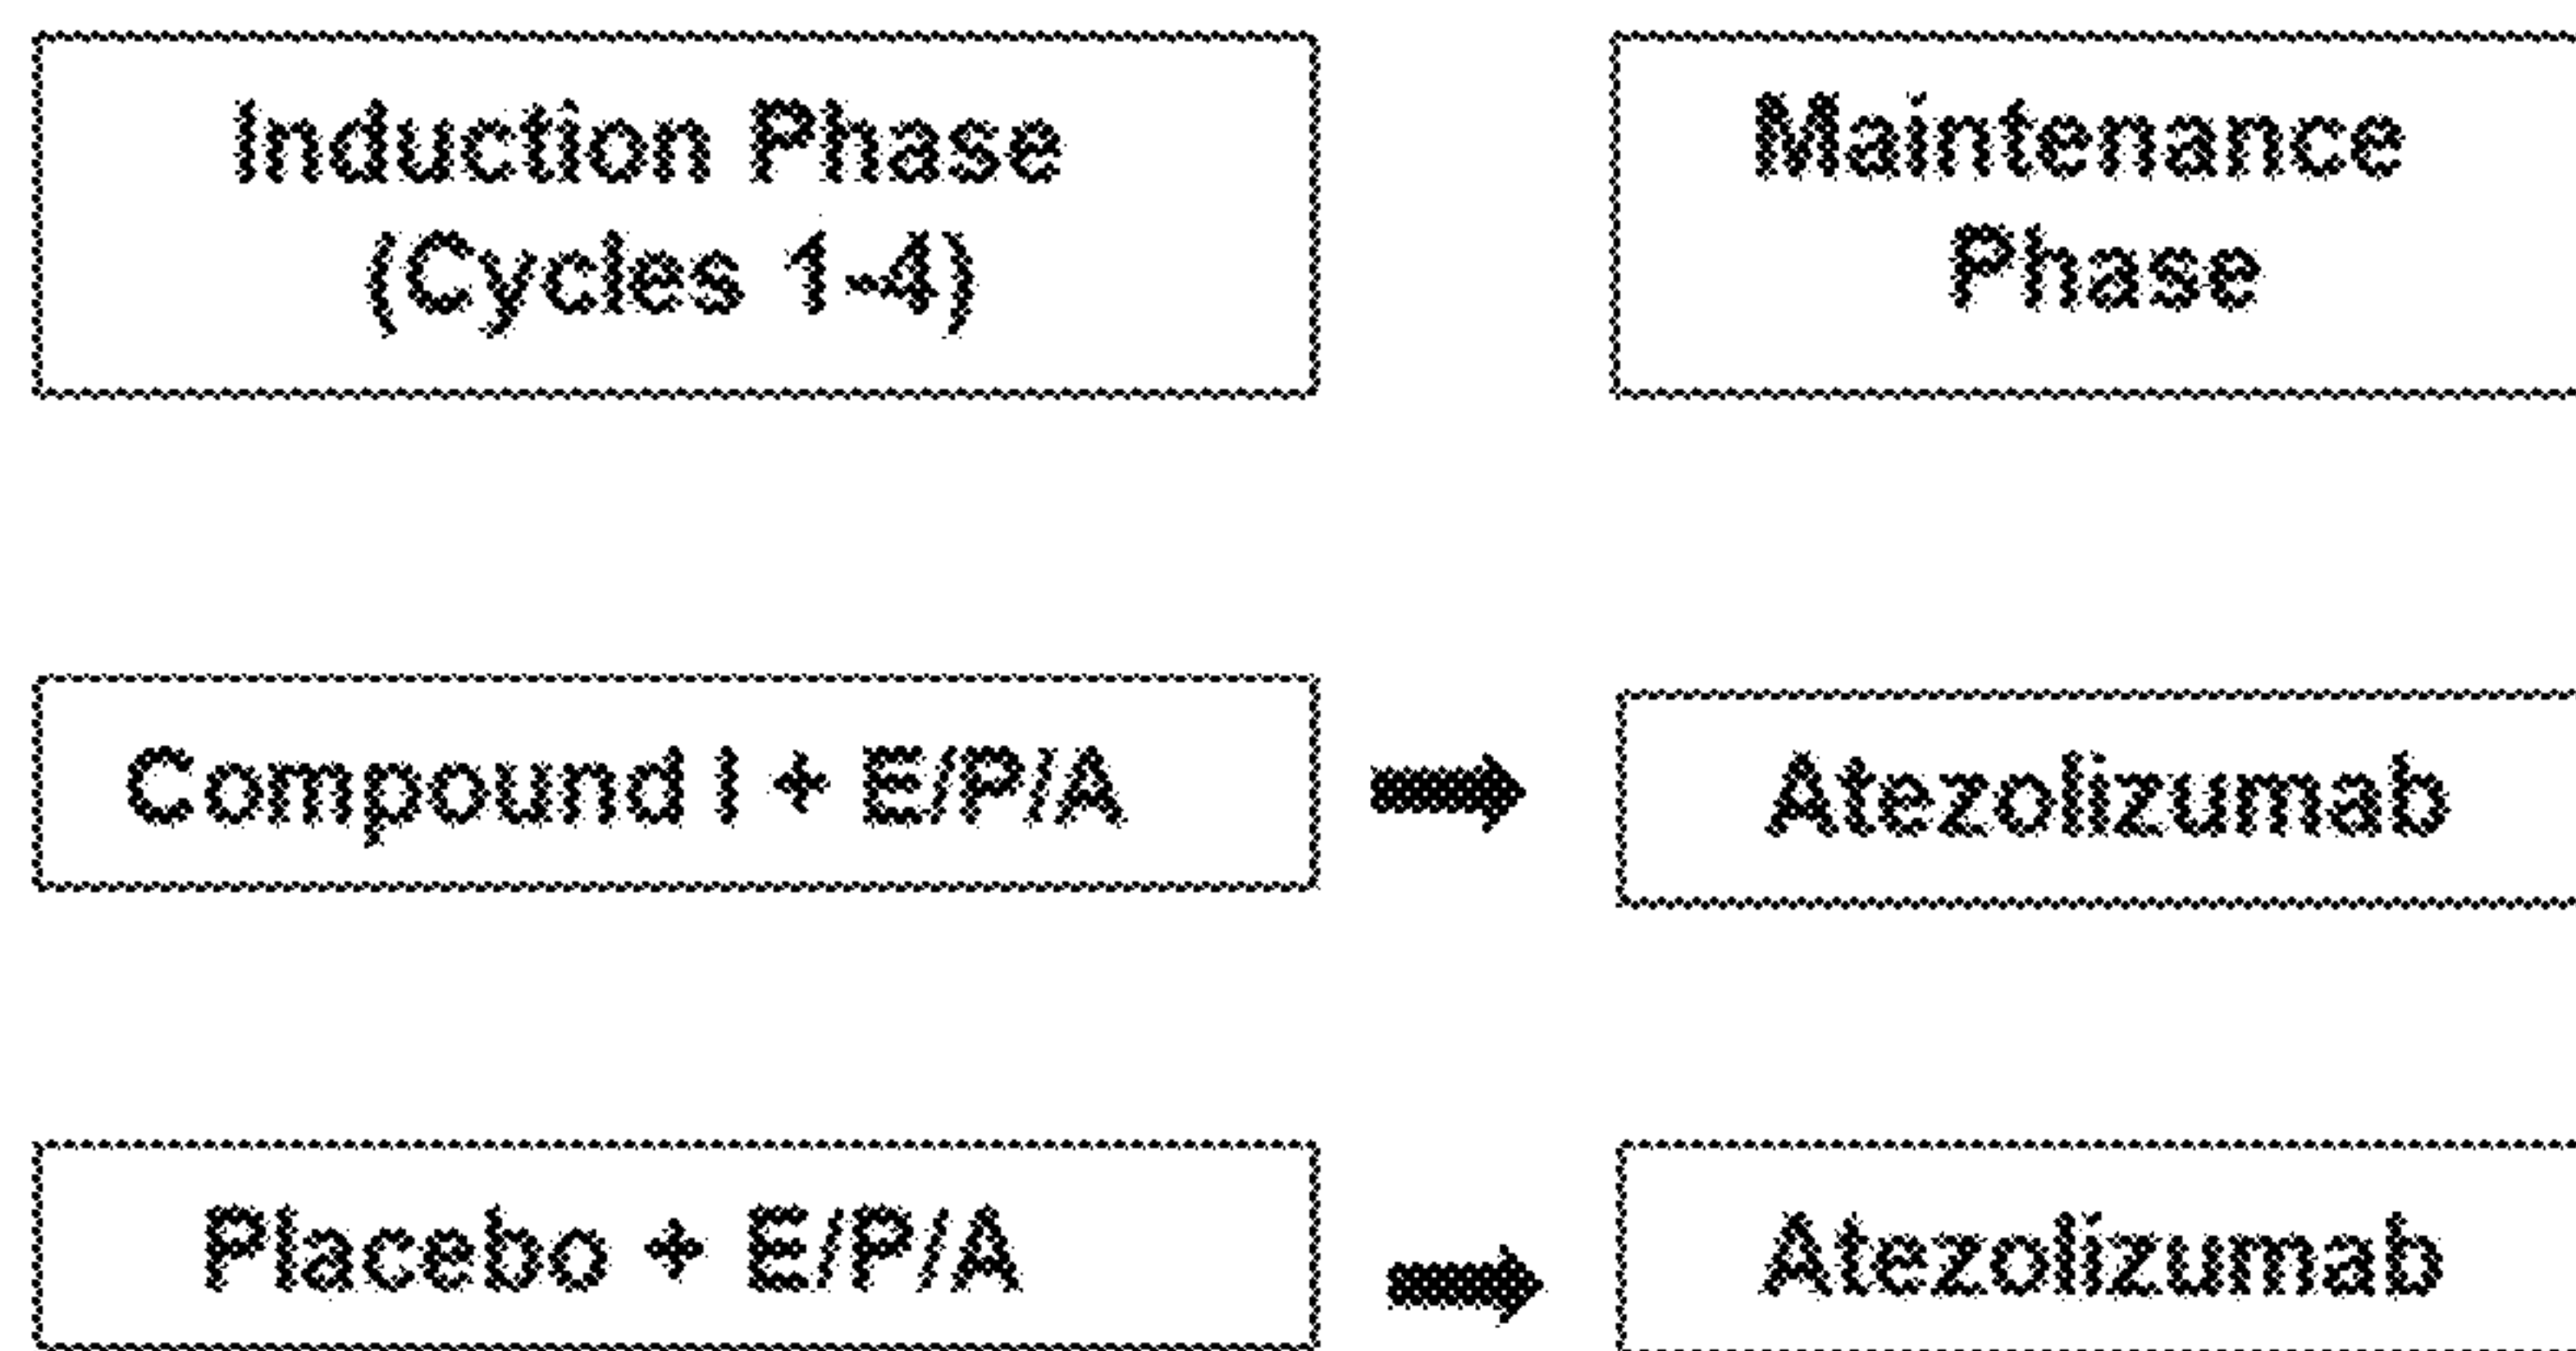 Induction Phase
(Cycles 1-4)
Maintenance
Phase
Compound I + E/P/A
Atezolizumab
Placebo + E/P/A
Atezolizumab